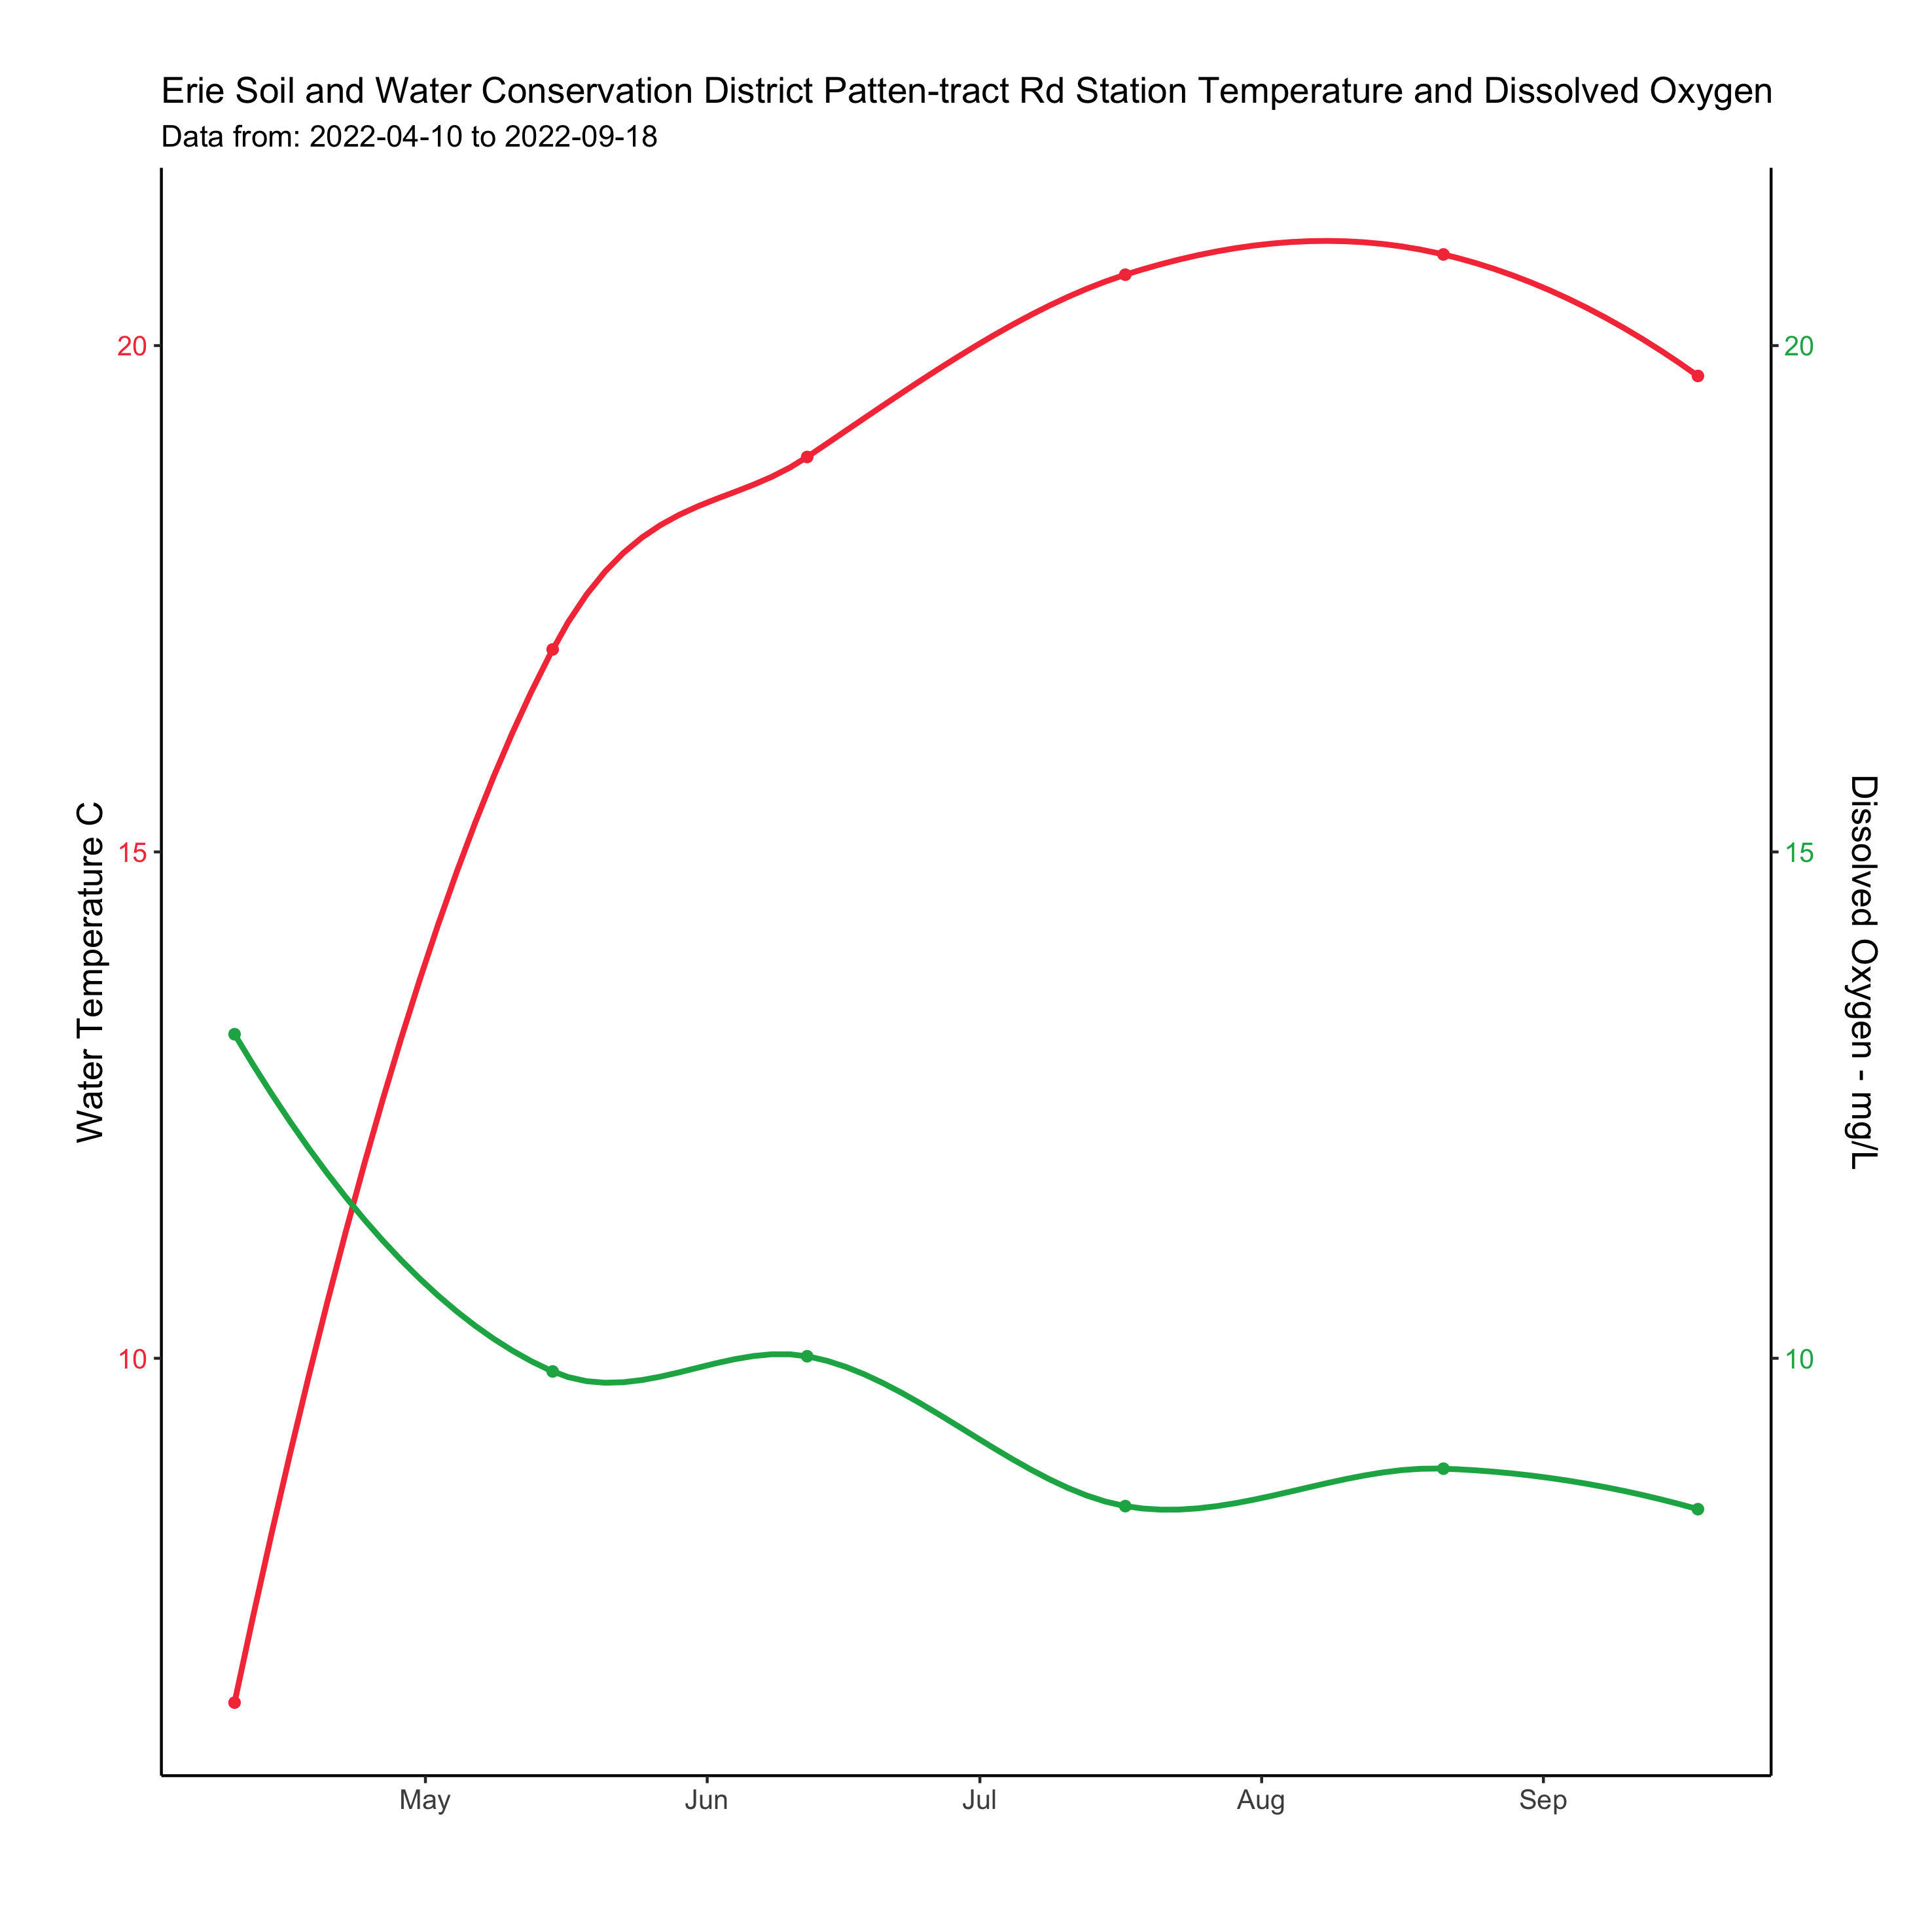 Erie Soil and Water Conservation District Patten-tract Rd Station Temperature and Dissolved Oxygen
Data from: 2022-04-10 to 2022-09-18
Water Temperature C
20
15
10
20
15
10
Dissolved Oxygen - mg/L
May
Jun
Jul
Aug
Sep